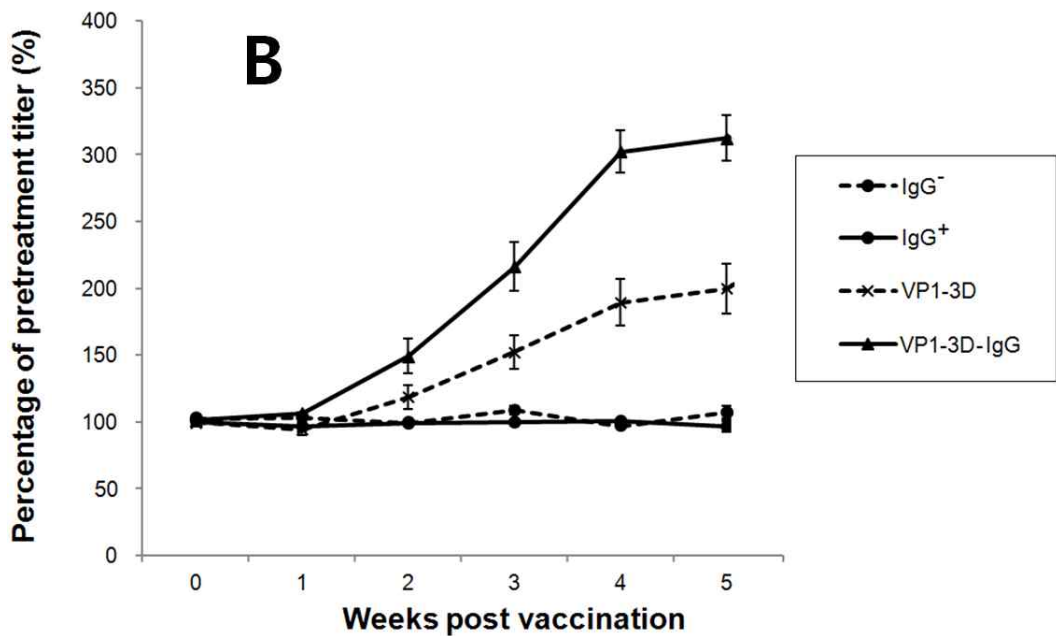 B
Percentage of pretreatment titer (%)
400
350
300
250
200
150
100
50
0
0 1 2 3 4 5
Weeks post vaccination
IgG⁻
IgG⁺
VP1-3D
VP1-3D-IgG